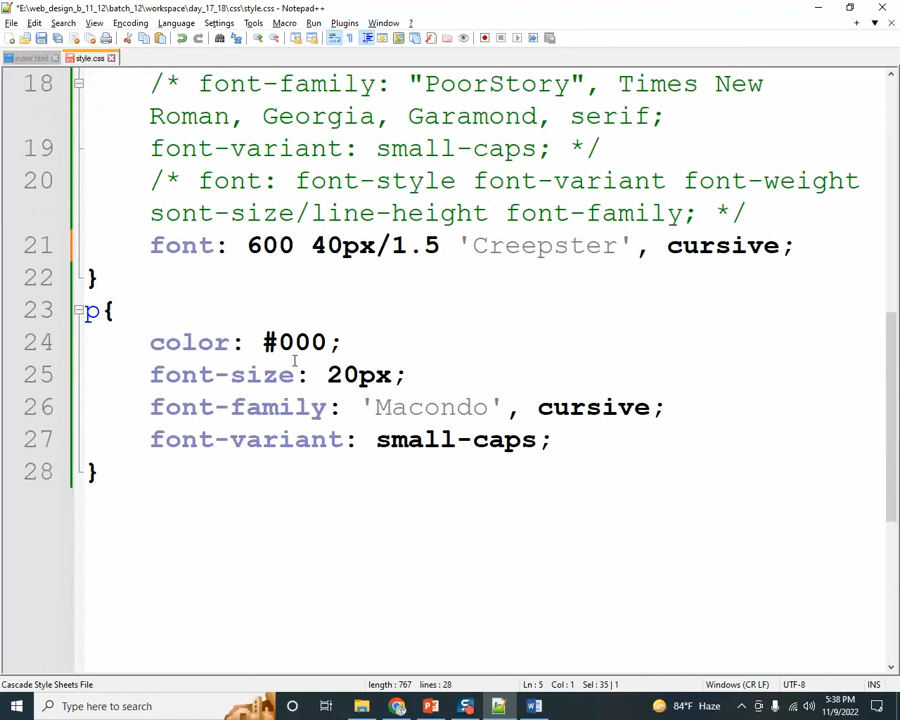 *E:\web_design_b_11_12\batch_12\workspace\day_17_18\css\style.css - Notepad++
File Edit Search View Encoding Language Settings Tools Macro Run Plugins Window ?
index.html style.css
18 /* font-family: "PoorStory", Times New
Roman, Georgia, Garamond, serif;
19 font-variant: small-caps; */
20 /* font: font-style font-variant font-weight
sont-size/line-height font-family; */
21 font: 600 40px/1.5 'Creepster', cursive;
22 }
23 p{
24 color: #000;
25 font-size: 20px;
26 font-family: 'Macondo', cursive;
27 font-variant: small-caps;
28 }
Cascade Style Sheets File length : 767 lines : 28 Ln : 5 Col : 1 Sel : 35 | 1 Windows (CR LF) UTF-8 INS
Type here to search 84°F Haze 5:38 PM
11/9/2022